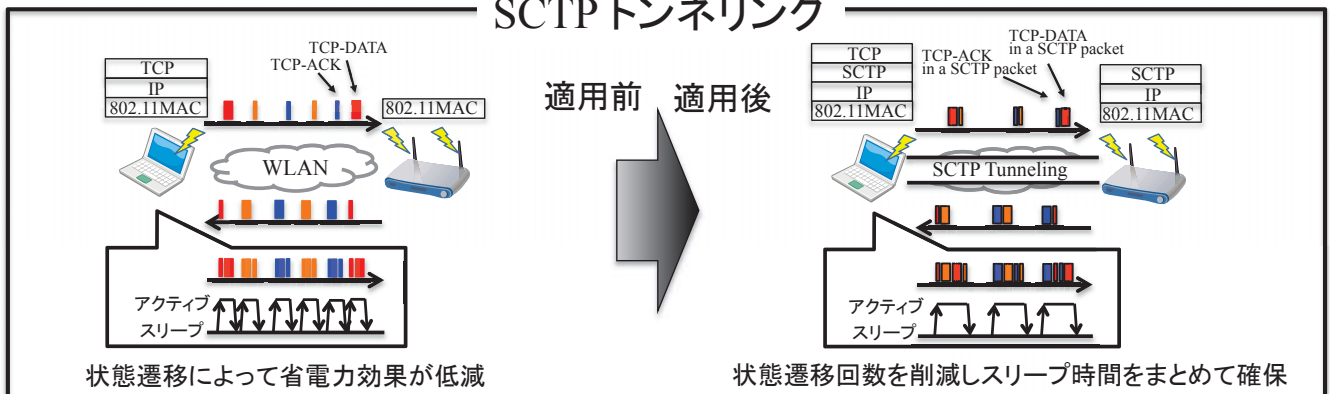 SCTP トンネリング
TCP-DATA
TCP-ACK
TCP
IP
802.11MAC
802.11MAC
WLAN
アクティブ
スリープ
状態遷移によって省電力効果が低減
適用前
適用後
TCP
SCTP
IP
802.11MAC
TCP-DATA
in a SCTP packet
TCP-ACK
in a SCTP packet
SCTP
IP
802.11MAC
SCTP Tunneling
アクティブ
スリープ
状態遷移回数を削減しスリープ時間をまとめて確保